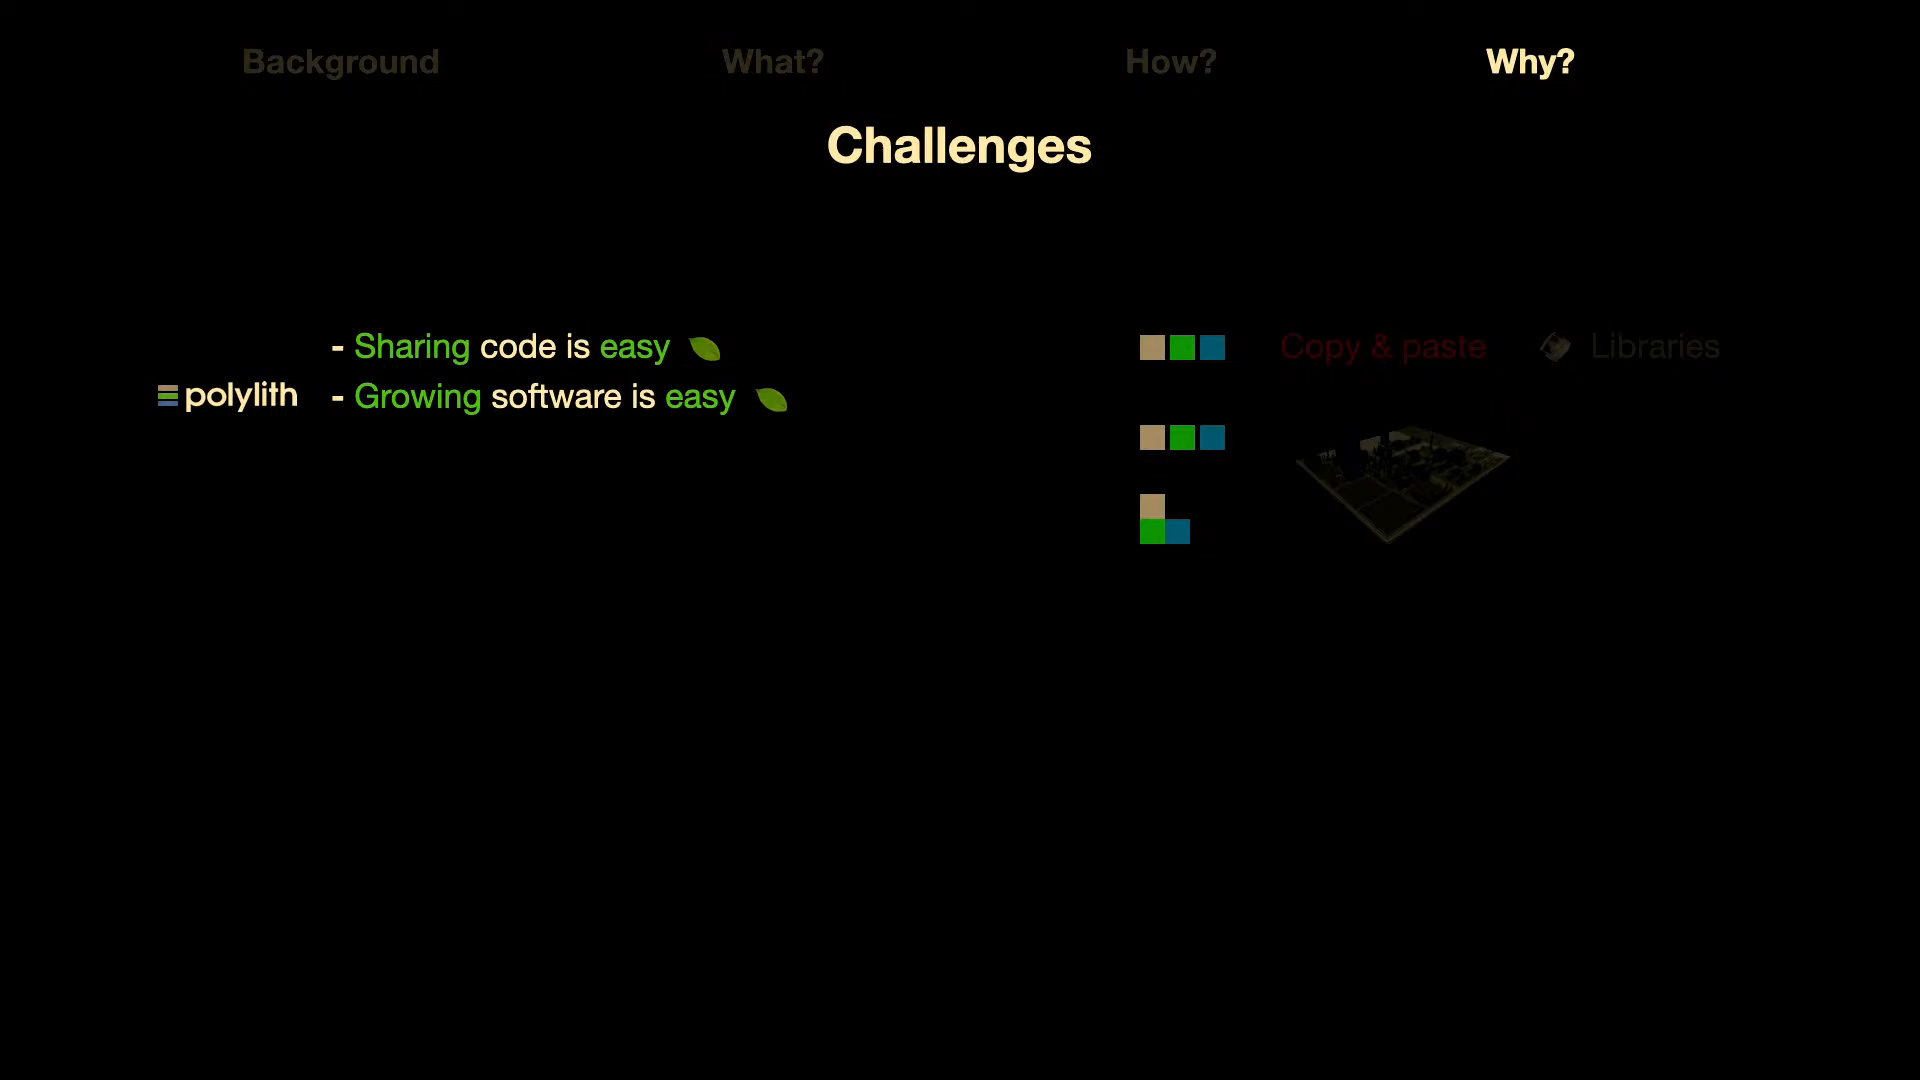 Background What? How? Why?
Challenges
- Sharing code is easy
polylith - Growing software is easy
Copy & paste Libraries